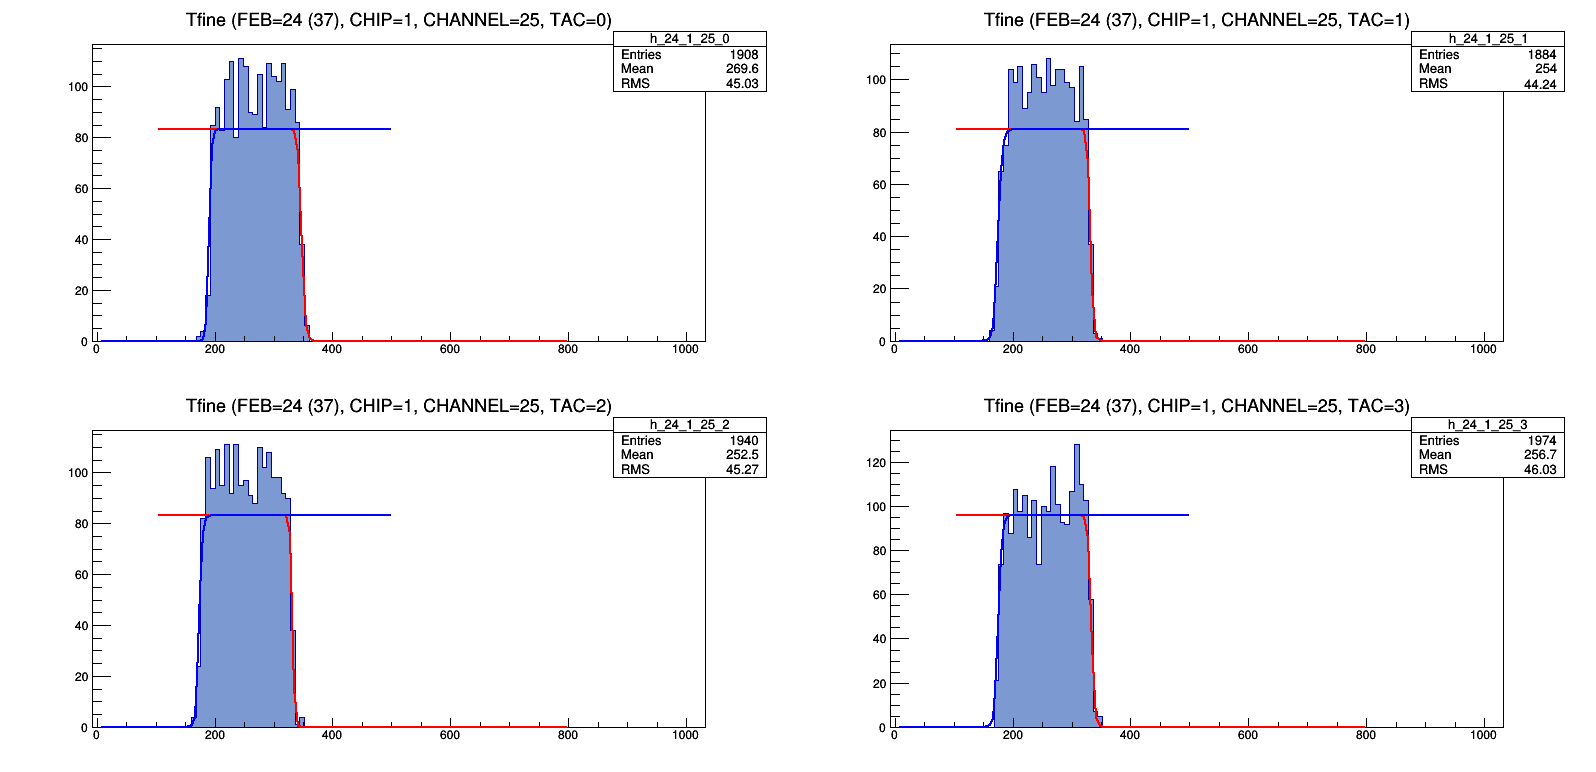 Tfine (FEB=24 (37), CHIP=1, CHANNEL=25, TAC=0)
h_24_1_25_0
Entries 1908
Mean 269.6
RMS 45.03
100
80
60
40
20
0
0 200 400 600 800 1000
Tfine (FEB=24 (37), CHIP=1, CHANNEL=25, TAC=1)
h_24_1_25_1
Entries 1884
Mean 254
RMS 44.24
100
80
60
40
20
0
0 200 400 600 800 1000
Tfine (FEB=24 (37), CHIP=1, CHANNEL=25, TAC=2)
h_24_1_25_2
Entries 1940
Mean 252.5
RMS 45.27
100
80
60
40
20
0
0 200 400 600 800 1000
Tfine (FEB=24 (37), CHIP=1, CHANNEL=25, TAC=3)
h_24_1_25_3
Entries 1974
Mean 256.7
RMS 46.03
120
100
80
60
40
20
0
0 200 400 600 800 1000